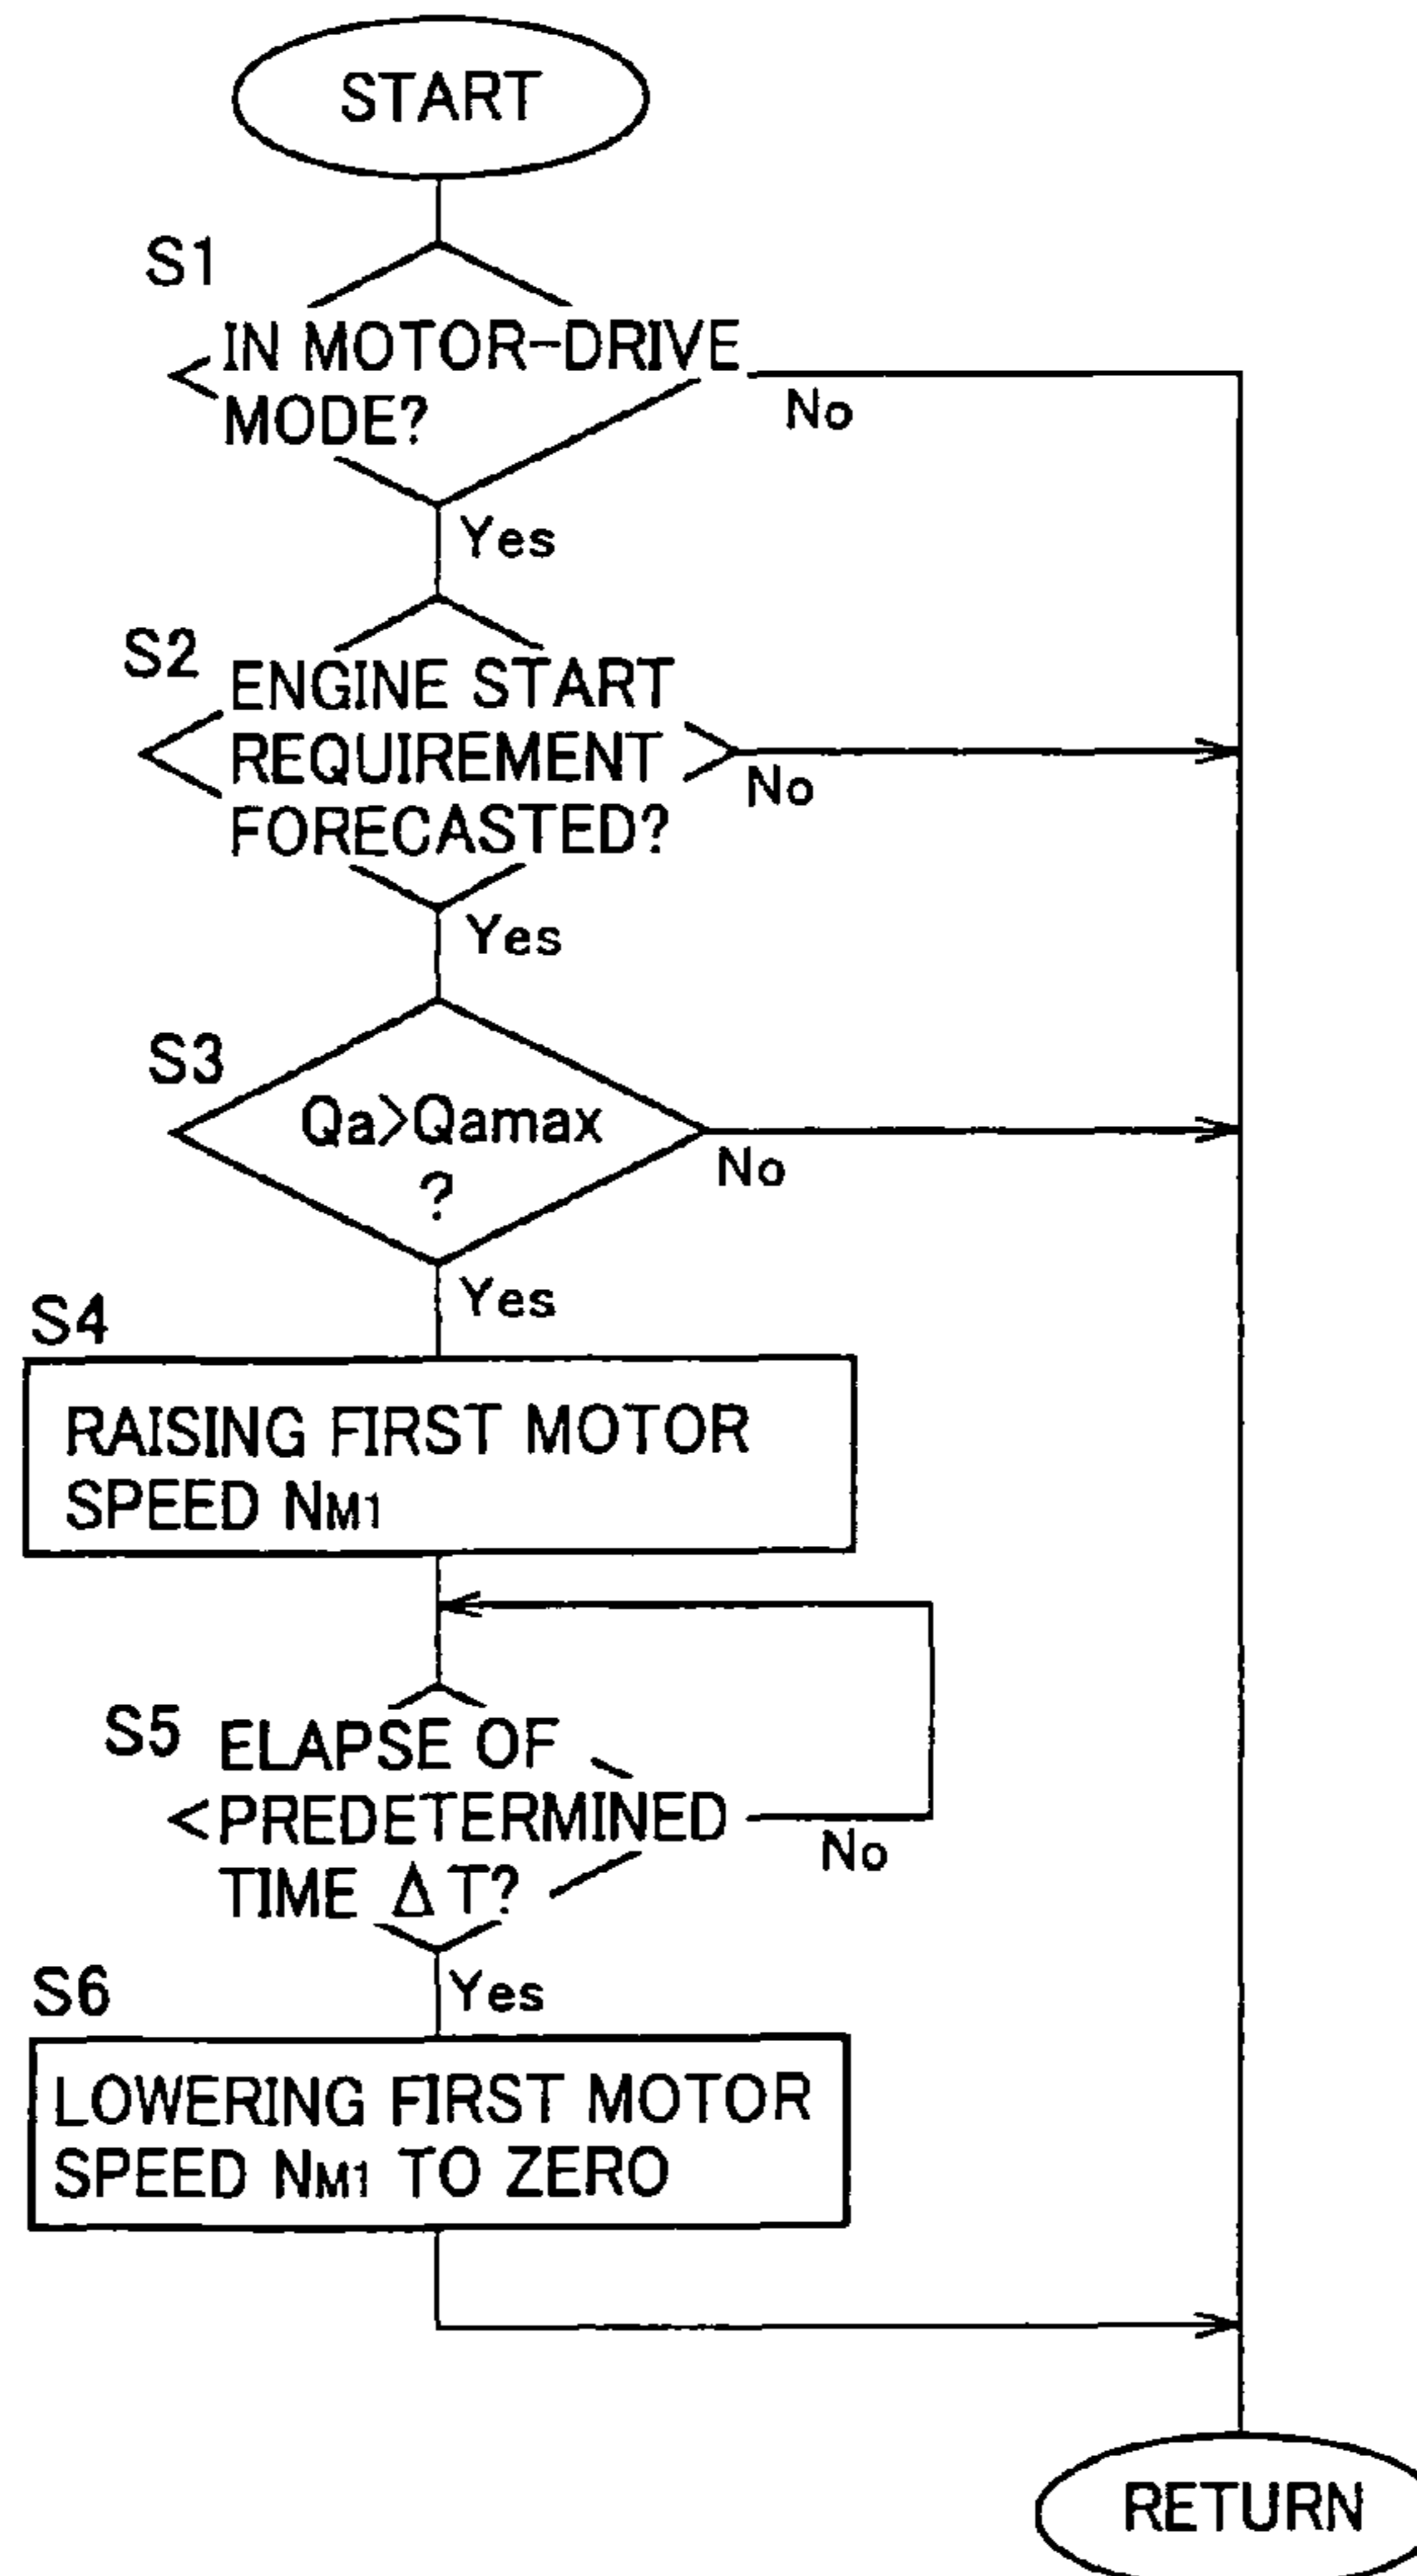 START
S1
IN MOTOR-DRIVE
MODE?
No
Yes
S2
ENGINE START
REQUIREMENT
FORECASTED?
No
Yes
S3
Qa>Qamax
?
No
Yes
S4
RAISING FIRST MOTOR
SPEED NM1
S5
ELAPSE OF
PREDETERMINED
TIME Δ T?
No
Yes
S6
LOWERING FIRST MOTOR
SPEED NM1 TO ZERO
RETURN